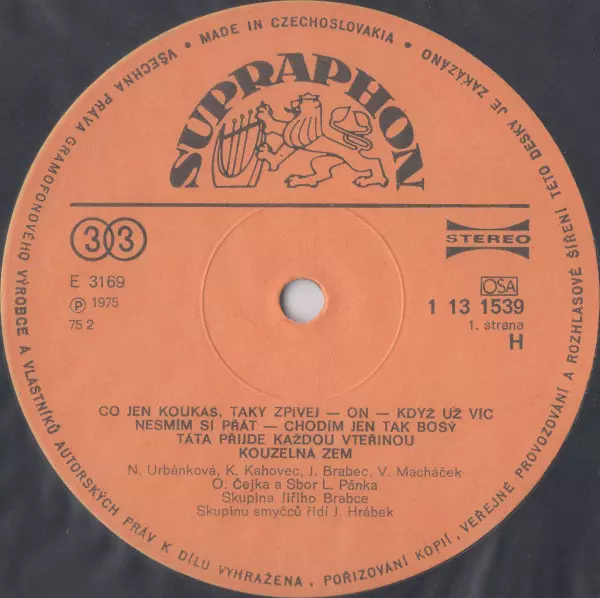 VŠECHNA PRÁVA GRAMOFONOVÉHO VÝROBCE A VLASTNÍKŮ AUTORSKÝCH PRÁV K DÍLU VYHRAŽENA. POŘIZOVÁNÍ KOPIÍ, VEŘEJNÉ PROVOZOVÁNÍ A ROZHLASOVÉ ŠÍŘENÍ TÉTO DESKY JE ZAKÁZÁNO • MADE IN CZECHOSLOVAKIA •
SUPRAPHON
33
STEREO
E 3169
Ⓟ 1975
75 2
OSA
1 13 1539
1. strana
H
CO JEN KOUKÁŠ, TAKY ZPÍVEJ — ON — KDYŽ UŽ VÍC
NESMÍM SI PŘÁT — CHODÍM JEN TAK BOSÝ
TÁTA PŘIJDE KAŽDOU VTEŘINOU
KOUZELNÁ ZEM
N. Urbánková, K. Kahovec, J. Brabec, V. Macháček
O. Čejka a Sbor L. Pánka
Skupina Jiřího Brabce
Skupinu smyčců řídí J. Hrábek